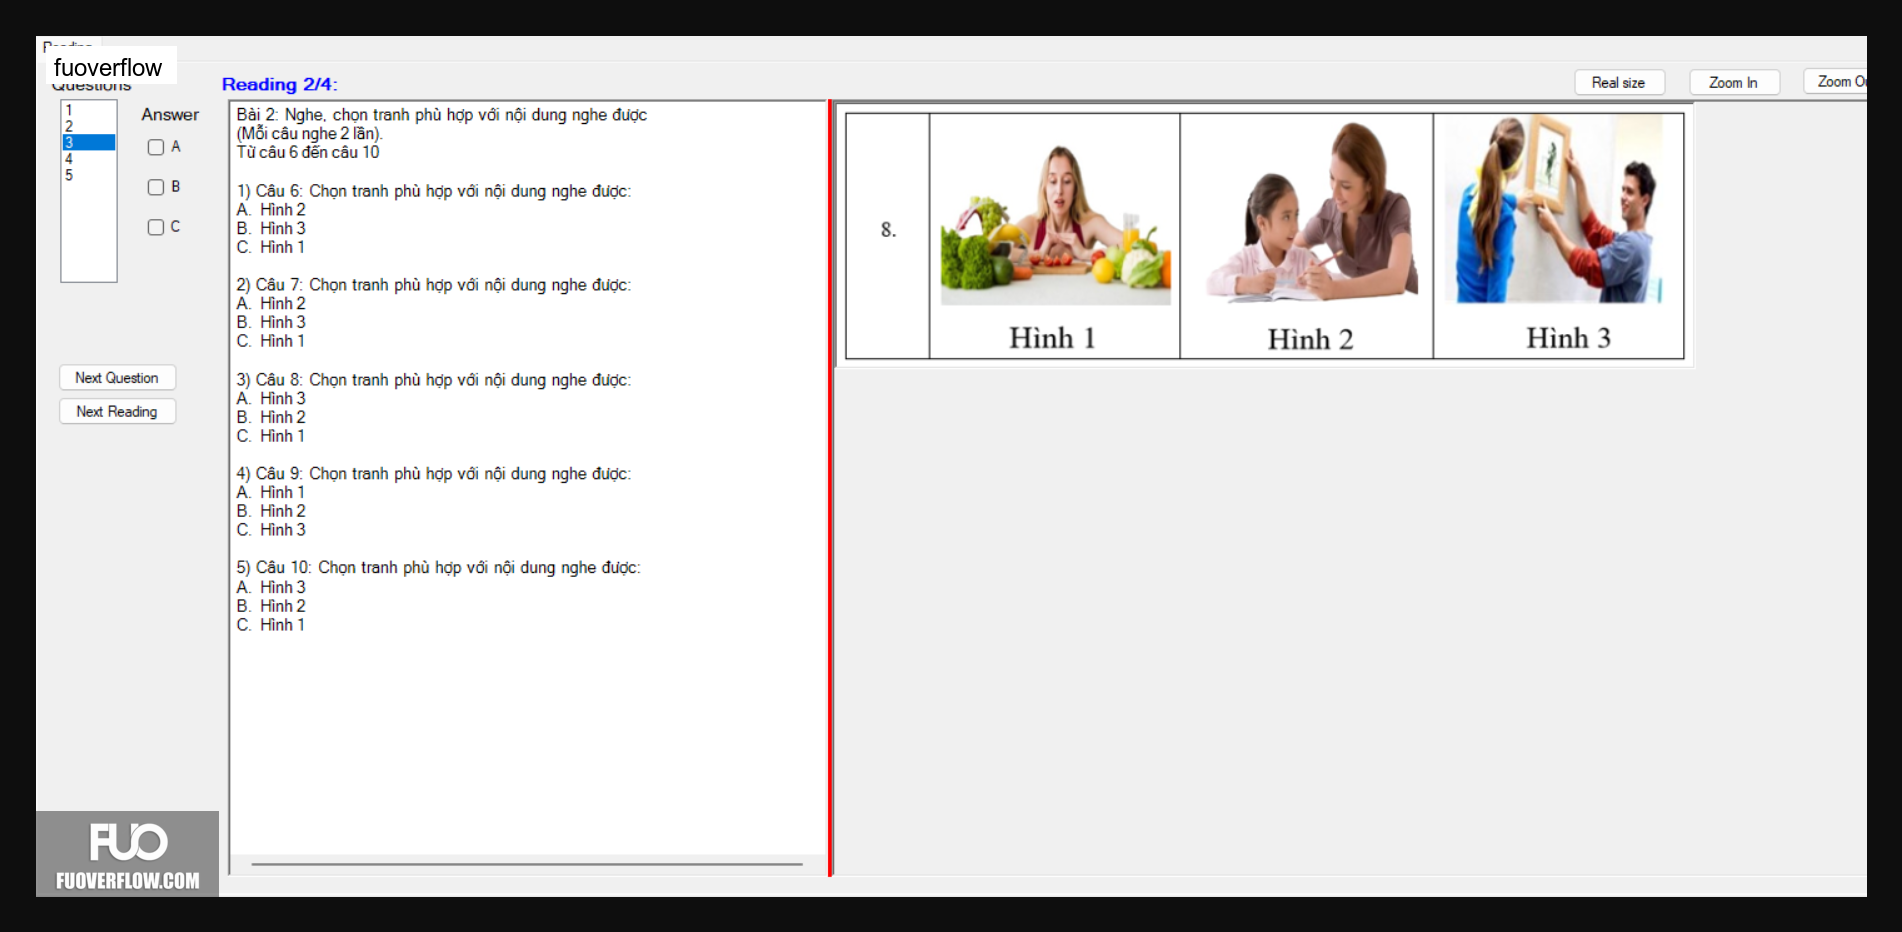 fuoverflow
Questions
Reading 2/4:
Real size
Zoom In
1
2
3
4
5
Answer
A
B
C
Next Question
Next Reading
Bài 2: Nghe, chọn tranh phù hợp với nội dung nghe được
(Mỗi câu nghe 2 lần).
Từ câu 6 đến câu 10
1) Câu 6: Chọn tranh phù hợp với nội dung nghe được:
A. Hình 2
B. Hình 3
C. Hình 1
2) Câu 7: Chọn tranh phù hợp với nội dung nghe được:
A. Hình 2
B. Hình 3
C. Hình 1
3) Câu 8: Chọn tranh phù hợp với nội dung nghe được:
A. Hình 3
B. Hình 2
C. Hình 1
4) Câu 9: Chọn tranh phù hợp với nội dung nghe được:
A. Hình 1
B. Hình 2
C. Hình 3
5) Câu 10: Chọn tranh phù hợp với nội dung nghe được:
A. Hình 3
B. Hình 2
C. Hình 1
8.
Hình 1
Hình 2
Hình 3
FUO
FUOVERFLOW.COM